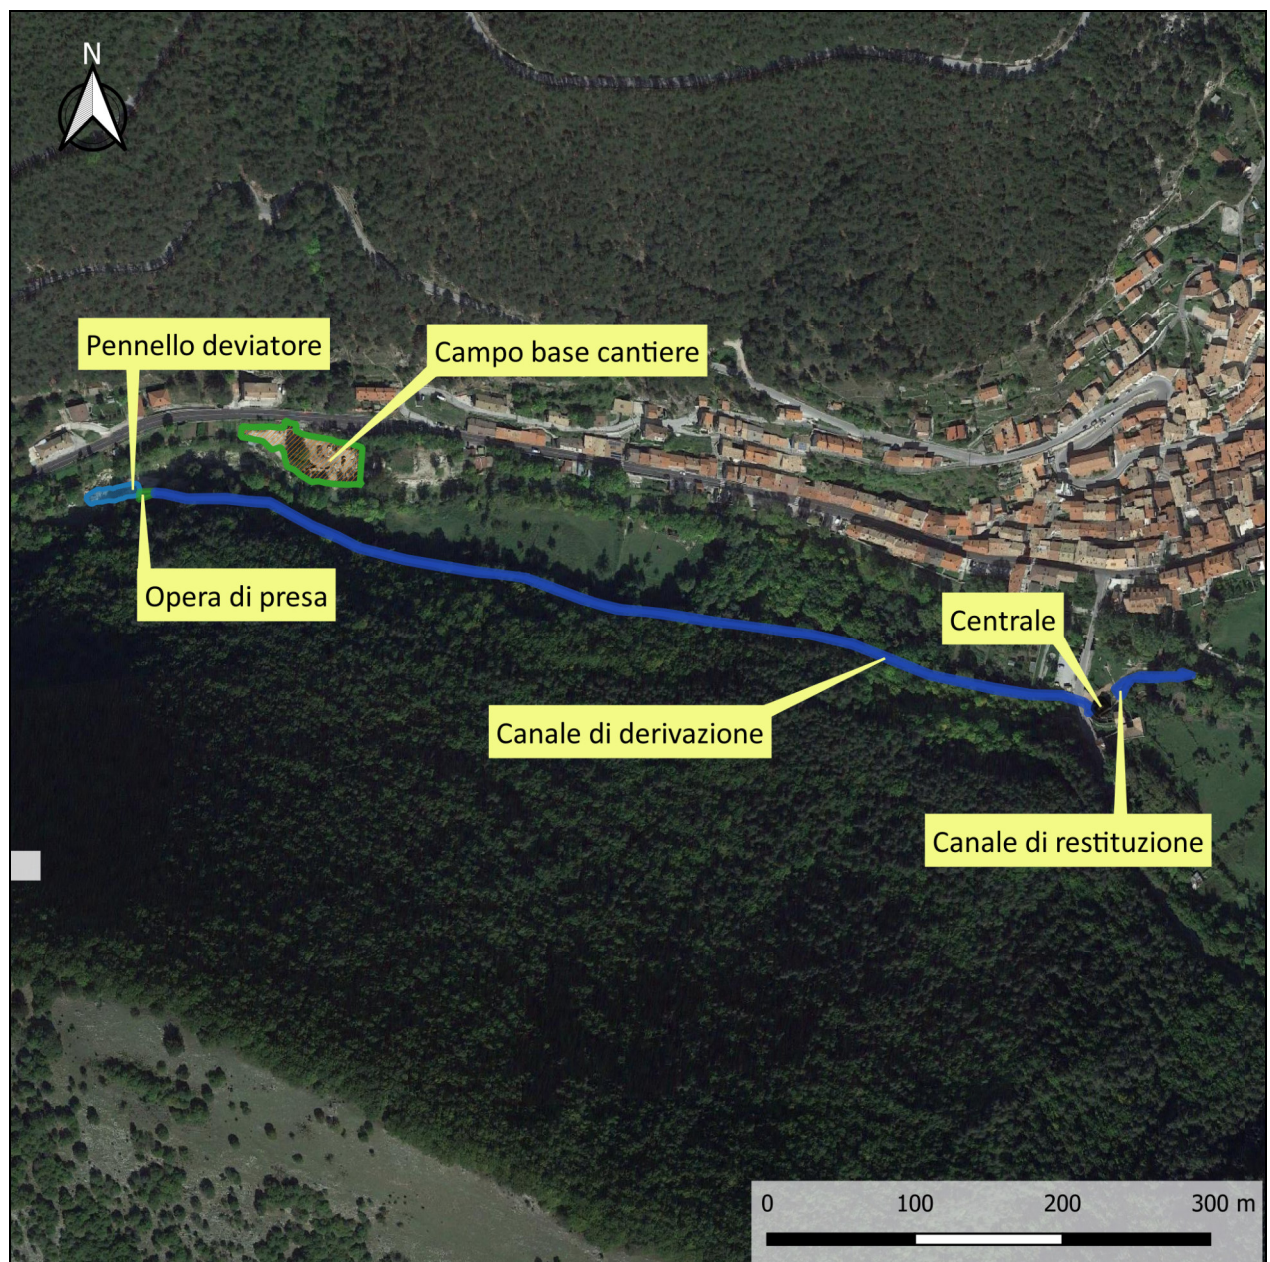 N
Pennello deviatore
Campo base cantiere
Opera di presa
Centrale
Canale di derivazione
Canale di restituzione
0 100 200 300 m